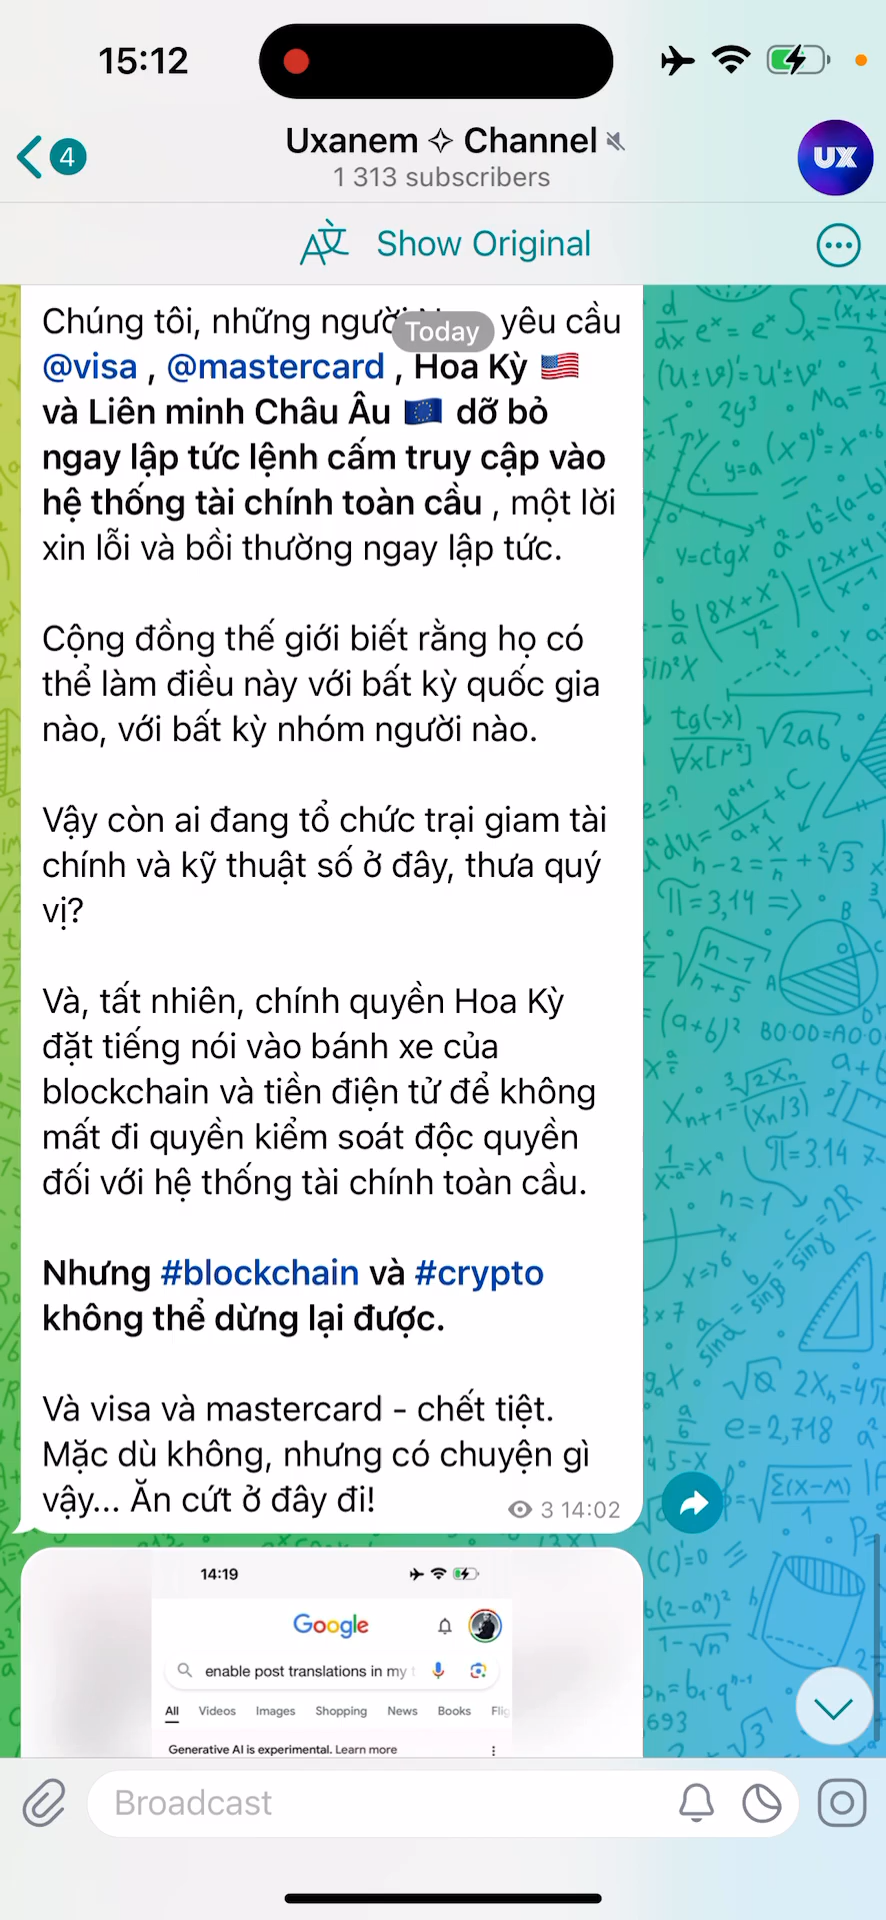 15:12
4
Uxanem ✧ Channel
1 313 subscribers
UX
Show Original
Chúng tôi, những người yêu cầu
Today
@visa , @mastercard , Hoa Kỳ 🇺🇸
và Liên minh Châu Âu 🇪🇺 dỡ bỏ
ngay lập tức lệnh cấm truy cập vào
hệ thống tài chính toàn cầu , một lời
xin lỗi và bồi thường ngay lập tức.
Cộng đồng thế giới biết rằng họ có
thể làm điều này với bất kỳ quốc gia
nào, với bất kỳ nhóm người nào.
Vậy còn ai đang tổ chức trại giam tài
chính và kỹ thuật số ở đây, thưa quý
vị?
Và, tất nhiên, chính quyền Hoa Kỳ
đặt tiếng nói vào bánh xe của
blockchain và tiền điện tử để không
mất đi quyền kiểm soát độc quyền
đối với hệ thống tài chính toàn cầu.
Nhưng #blockchain và #crypto
không thể dừng lại được.
Và visa và mastercard - chết tiệt.
Mặc dù không, nhưng có chuyện gì
vậy... Ăn cứt ở đây đi!
3 14:02
14:19
Google
enable post translations in my t
All Videos Images Shopping News Books Flig
Generative AI is experimental. Learn more
Broadcast